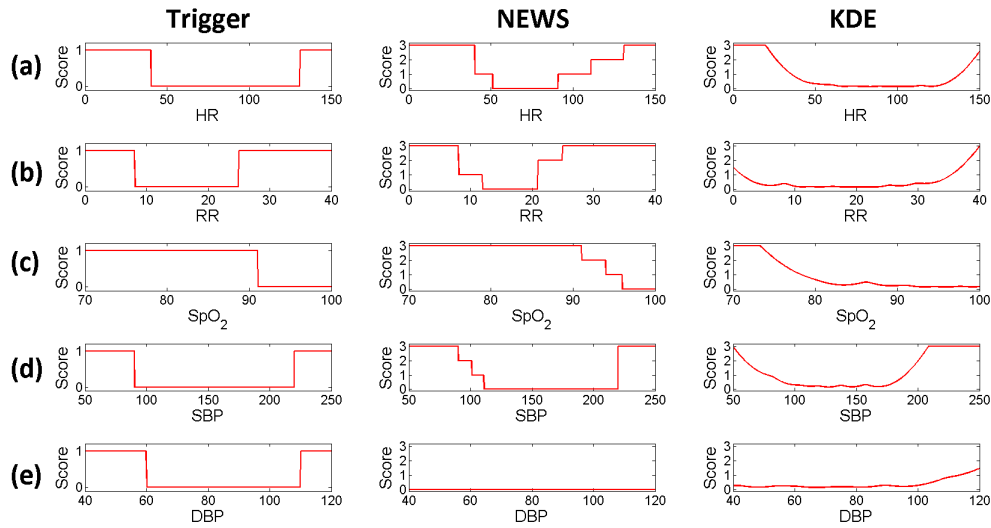 Trigger NEWS KDE
(a)
Score 1 0
0 50 100 150
HR
Score 3 2 1 0
0 50 100 150
HR
Score 3 2 1 0
0 50 100 150
HR
(b)
Score 1 0
0 10 20 30 40
RR
Score 3 2 1 0
0 10 20 30 40
RR
Score 3 2 1 0
0 10 20 30 40
RR
(c)
Score 1 0
70 80 90 100
SpO₂
Score 3 2 1 0
70 80 90 100
SpO₂
Score 3 2 1 0
70 80 90 100
SpO₂
(d)
Score 1 0
50 100 150 200 250
SBP
Score 3 2 1 0
50 100 150 200 250
SBP
Score 3 2 1 0
50 100 150 200 250
SBP
(e)
Score 1 0
40 60 80 100 120
DBP
Score 3 2 1 0
40 60 80 100 120
DBP
Score 3 2 1 0
40 60 80 100 120
DBP